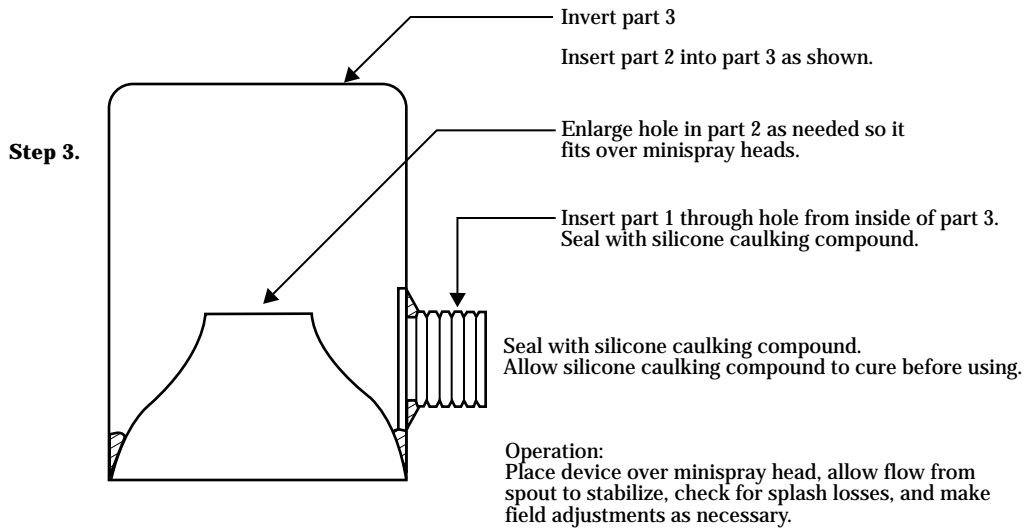 Invert part 3
Insert part 2 into part 3 as shown.
Step 3.
Enlarge hole in part 2 as needed so it
fits over minispray heads.
Insert part 1 through hole from inside of part 3.
Seal with silicone caulking compound.
Seal with silicone caulking compound.
Allow silicone caulking compound to cure before using.
Operation:
Place device over minispray head, allow flow from
spout to stabilize, check for splash losses, and make
field adjustments as necessary.